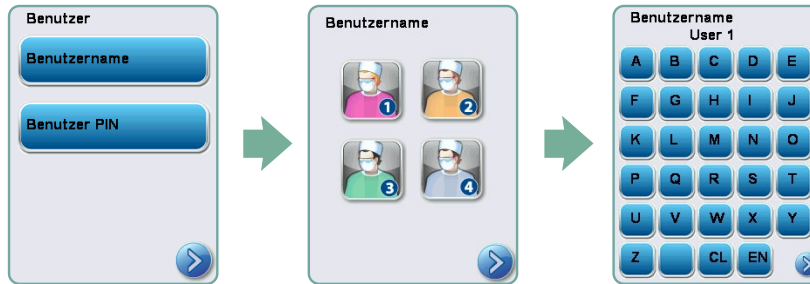 Benutzer
Benutzername
Benutzer PIN
Benutzername
1 2
3 4
Benutzername
User 1
A B C D E
F G H I J
K L M N O
P Q R S T
U V W X Y
Z CL EN